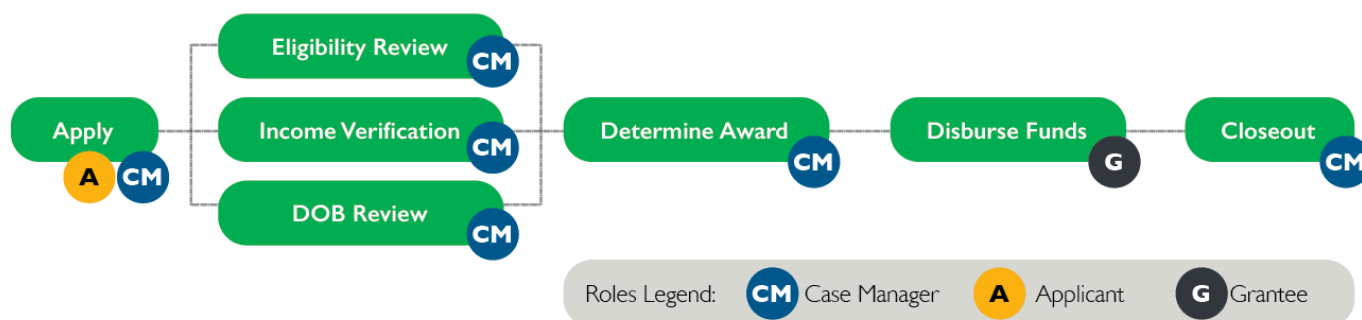 Eligibility Review
CM
Apply
A
CM
Income Verification
CM
DOB Review
CM
Determine Award
CM
Disburse Funds
G
Closeout
CM
Roles Legend: CM Case Manager A Applicant G Grantee